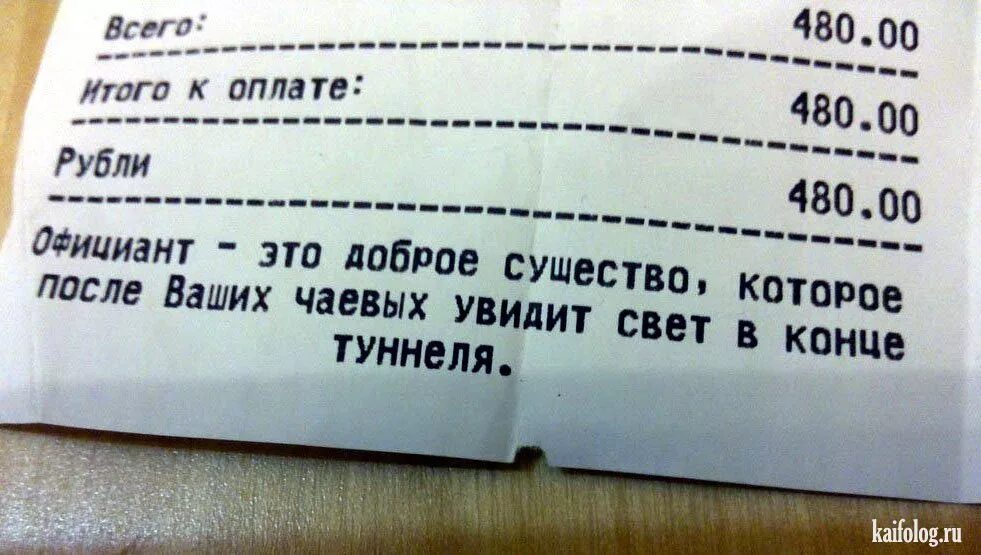 Всего: 480.00
Итого к оплате: 480.00
Рубли 480.00
Официант - это доброе существо, которое
после Ваших чаевых увидит свет в конце
туннеля.
kaifolog.ru